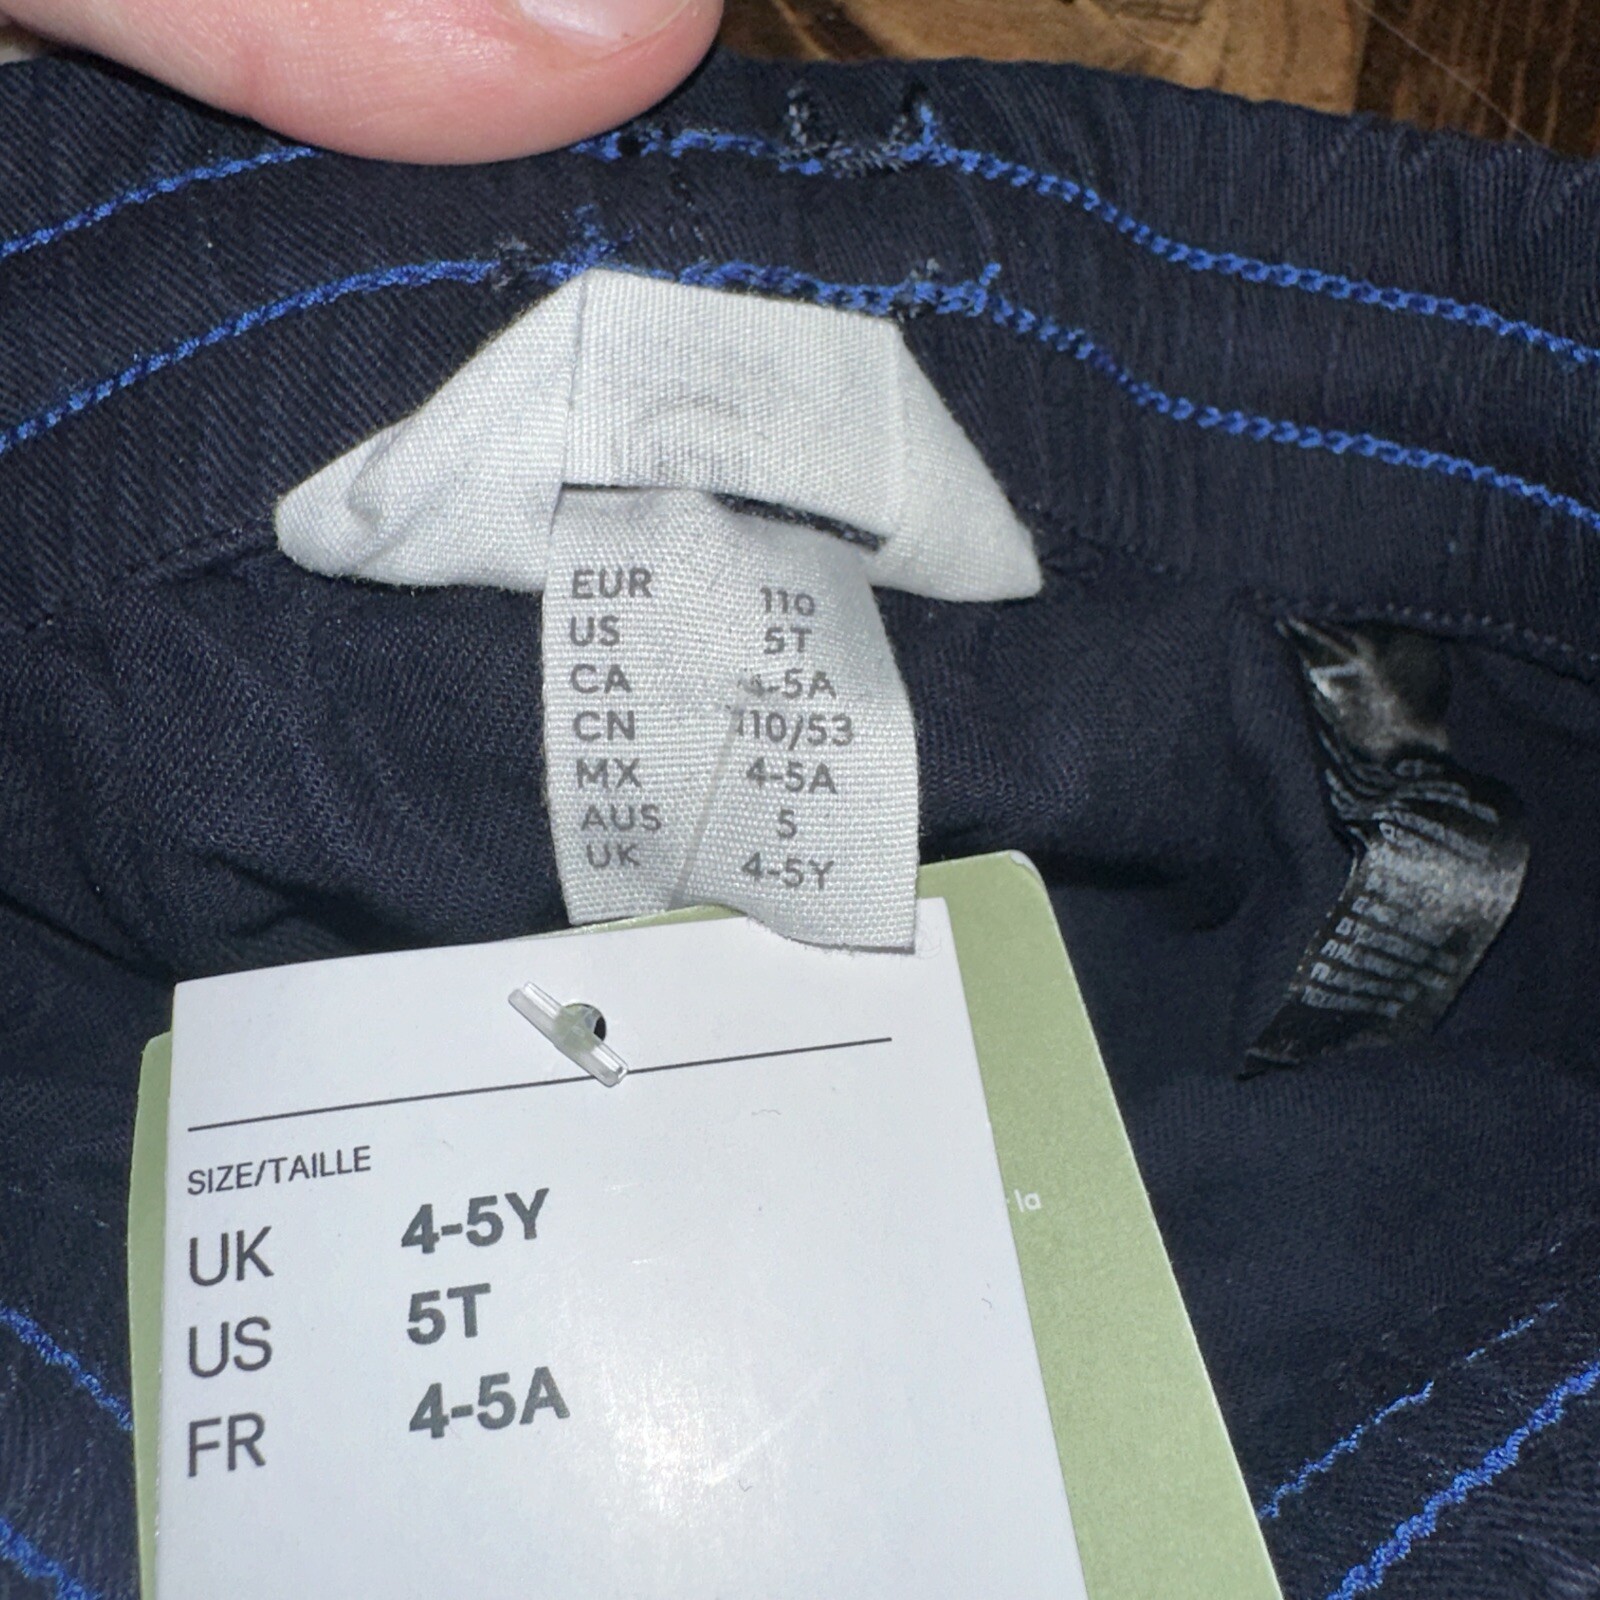 EUR 110
US 5T
CA 4-5A
CN 110/53
MX 4-5A
AUS 5
UK 4-5Y
SIZE/TAILLE
UK 4-5Y
US 5T
FR 4-5A
la